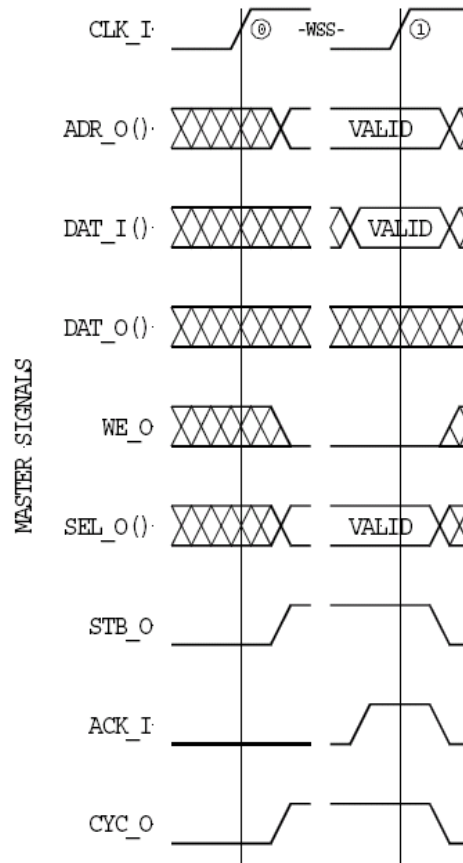 CLK_I
⓪
-WSS-
①
ADR_O()
VALID
DAT_I()
VALID
DAT_O()
WE_O
SEL_O()
VALID
STB_O
ACK_I
CYC_O
MASTER SIGNALS